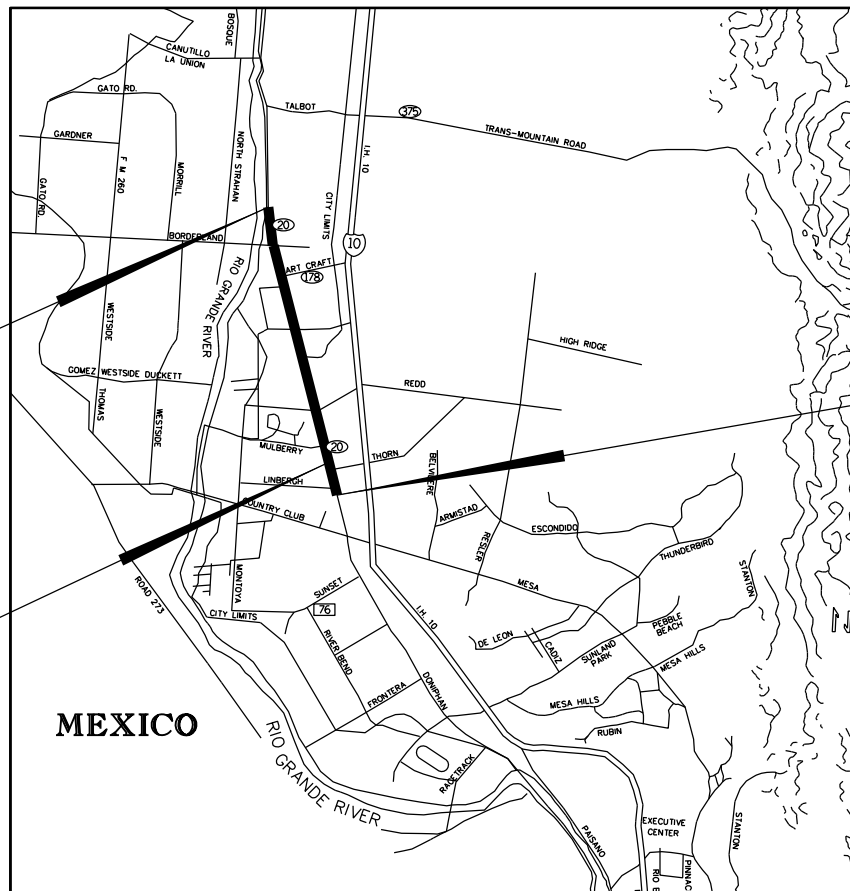 BOSQUE
CANUTILLO
LA UNION
GATO RD.
TALBOT
375
TRANS-MOUNTAIN ROAD
GARDNER
F M 260
MORRILL
NORTH STRAHAN
I.H. 10
GATO RD.
CITY LIMITS
20
BORDERLAND
10
ART CRAFT
178
RIO GRANDE RIVER
WESTSIDE
HIGH RIDGE
GOMEZ WESTSIDE DUCKETT
REDD
THOMAS
WESTSIDE
MULBERRY
20
THORN
BELVIDERE
LINBERGH
COUNTRY CLUB
ARMISTAD
ESCONDIDO
RESLER
THUNDERBIRD
STANTON
ROAD 273
MONTOYA
SUNSET
MESA
CITY LIMITS
76
I.H. 10
PEBBLE
BEACH
DE LEON
CADIZ
SUNLAND
PARK
RIVER BEND
MESA HILLS
FRONTERA
DONIPHAN
MESA HILLS
MEXICO
RUBIN
RIO GRANDE RIVER
RACETRACK
PAISANO
EXECUTIVE
CENTER
STANTON
RIO E
PINNAC